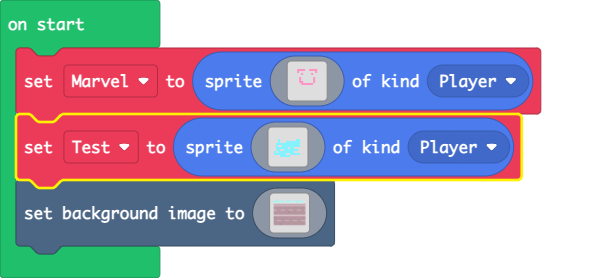 on start
set Marvel to sprite of kind Player
set Test to sprite of kind Player
set background image to